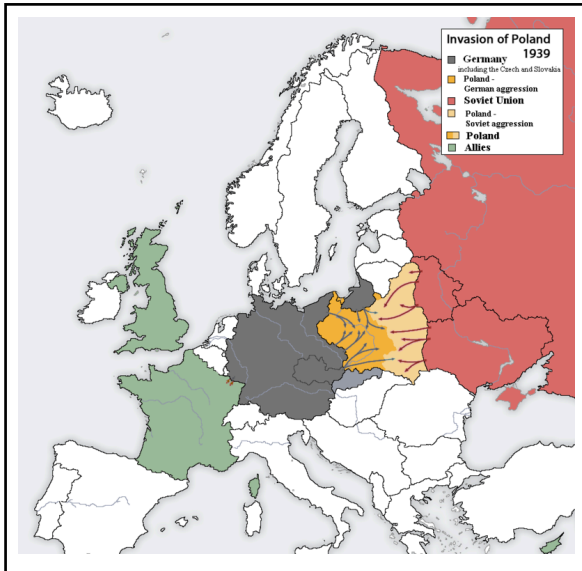 Invasion of Poland
1939
Germany
including the Czech and Slovakia
Poland -
German aggression
Soviet Union
Poland -
Soviet aggression
Poland
Allies